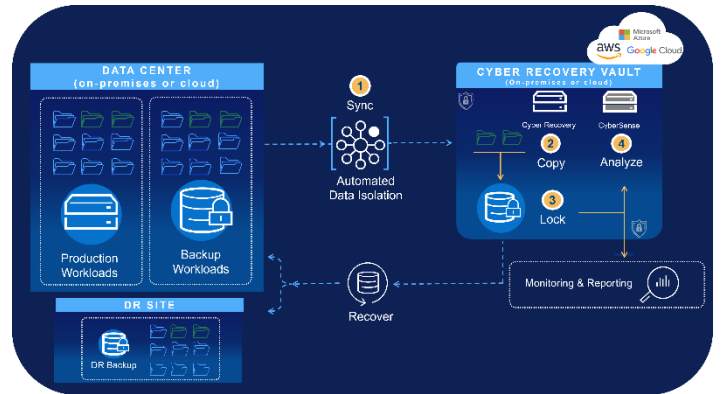 Microsoft
Azure
aws
Google Cloud
DATA CENTER
(on-premises or cloud)
Production
Workloads
Backup
Workloads
1
Sync
Automated
Data Isolation
CYBER RECOVERY VAULT
(On-premises or cloud)
Cyber Recovery
CyberSense
2
Copy
4
Analyze
3
Lock
Monitoring & Reporting
Recover
DR SITE
DR Backup